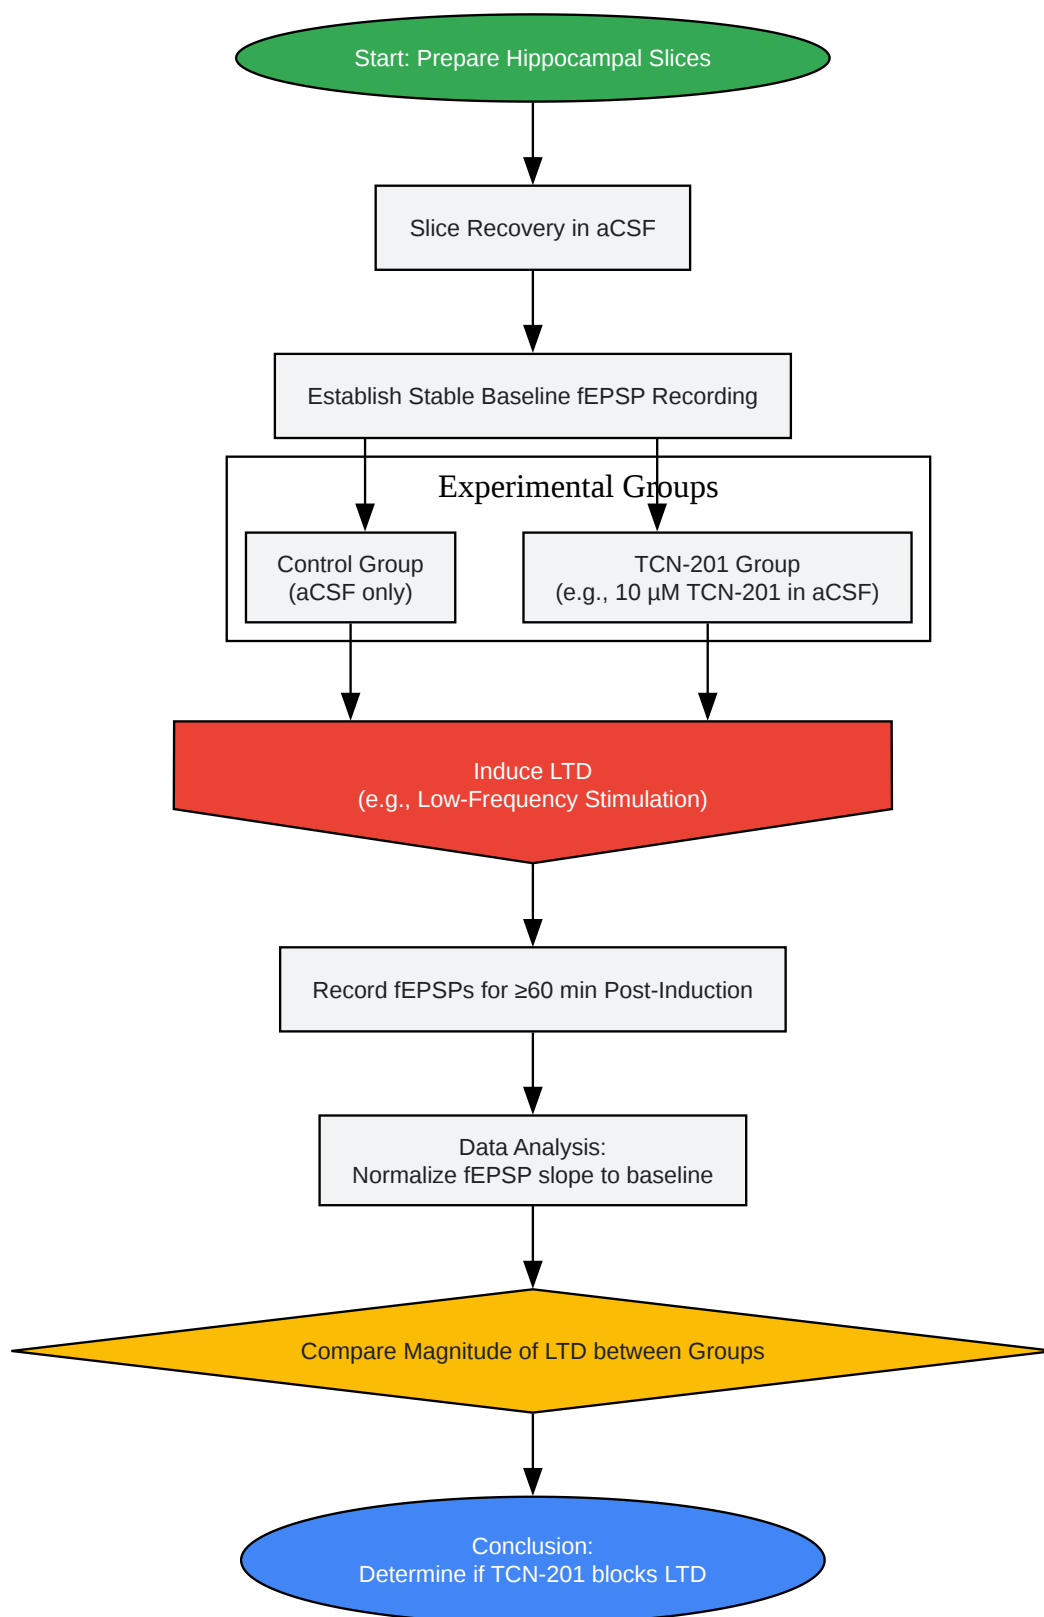 Start: Prepare Hippocampal Slices
Slice Recovery in aCSF
Establish Stable Baseline fEPSP Recording
Experimental Groups
Control Group
(aCSF only)
TCN-201 Group
(e.g., 10 µM TCN-201 in aCSF)
Induce LTD
(e.g., Low-Frequency Stimulation)
Record fEPSPs for ≥60 min Post-Induction
Data Analysis:
Normalize fEPSP slope to baseline
Compare Magnitude of LTD between Groups
Conclusion:
Determine if TCN-201 blocks LTD